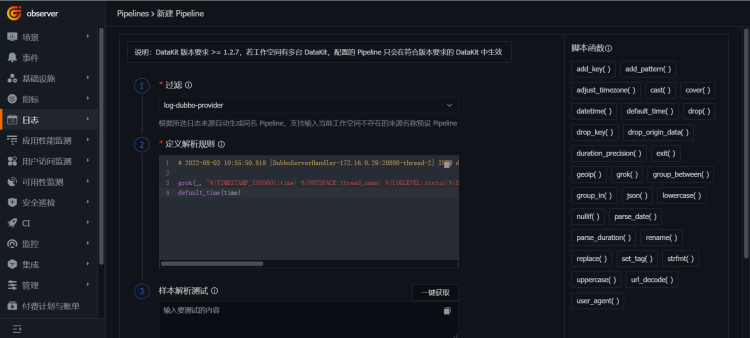 observer
Pipelines > 新建 Pipeline
场景
事件
基础设施
指标
日志
应用性能监测
用户访问监测
可用性监测
安全巡检
CI
监控
集成
管理
付费计划与账单
说明：DataKit 版本要求 >= 1.2.7，若工作空间有多台 DataKit，配置的 Pipeline 只会在符合版本要求的 DataKit 中生效
1
* 过滤
log-dubbo-provider
根据所选日志来源自动生成同名 Pipeline，支持输入当前工作空间不存在的来源名称预设 Pipeline
2
* 定义解析规则
1 # 2022-08-03 10:55:50.818 [DubboServerHandler-172.16.0.29:20880-thread-2] INFO d
2
3 grok(_, "%{TIMESTAMP_ISO8601:time} %{NOTSPACE:thread_name} %{LOGLEVEL:status}%{S
4 default_time(time)
3
样本解析测试
一键获取
输入要测试的内容
脚本函数
add_key( ) add_pattern( )
adjust_timezone( ) cast( ) cover( )
datetime( ) default_time( ) drop( )
drop_key( ) drop_origin_data( )
duration_precision( ) exit( )
geoip( ) grok( ) group_between( )
group_in( ) json( ) lowercase( )
nullif( ) parse_date( )
parse_duration( ) rename( )
replace( ) set_tag( ) strfmt( )
uppercase( ) url_decode( )
user_agent( )